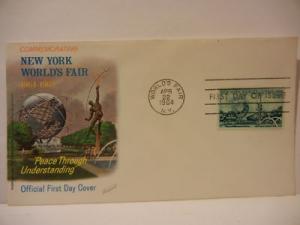 COMMEMORATING
NEW YORK
WORLD'S FAIR
1964-1965
"Peace Through
Understanding"
Official First Day Cover
WORLD'S FAIR
APR
22
1964
N.Y.
FIRST DAY OF ISSUE